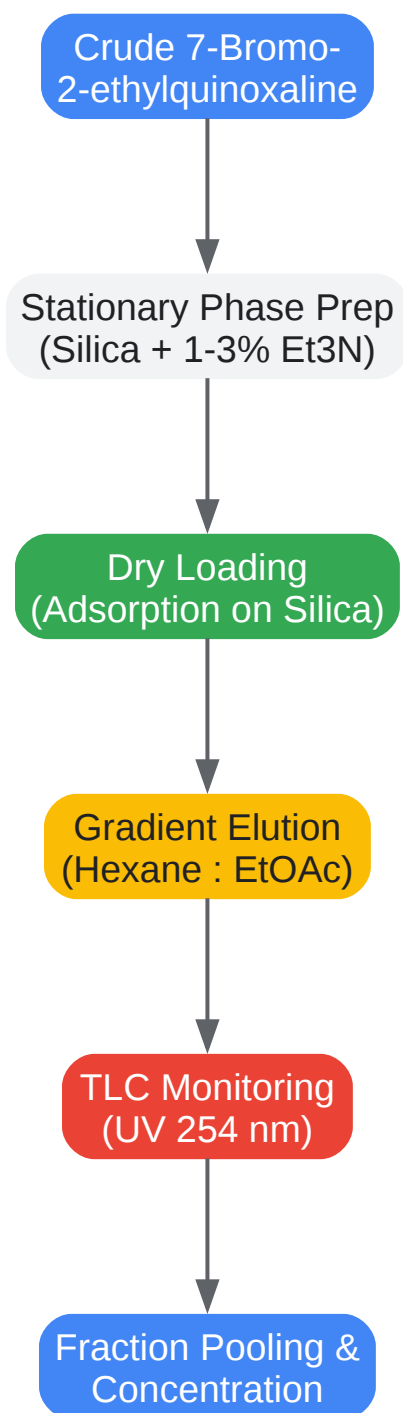 Crude 7-Bromo-
2-ethylquinoxaline
Stationary Phase Prep
(Silica + 1-3% Et3N)
Dry Loading
(Adsorption on Silica)
Gradient Elution
(Hexane : EtOAc)
TLC Monitoring
(UV 254 nm)
Fraction Pooling &
Concentration